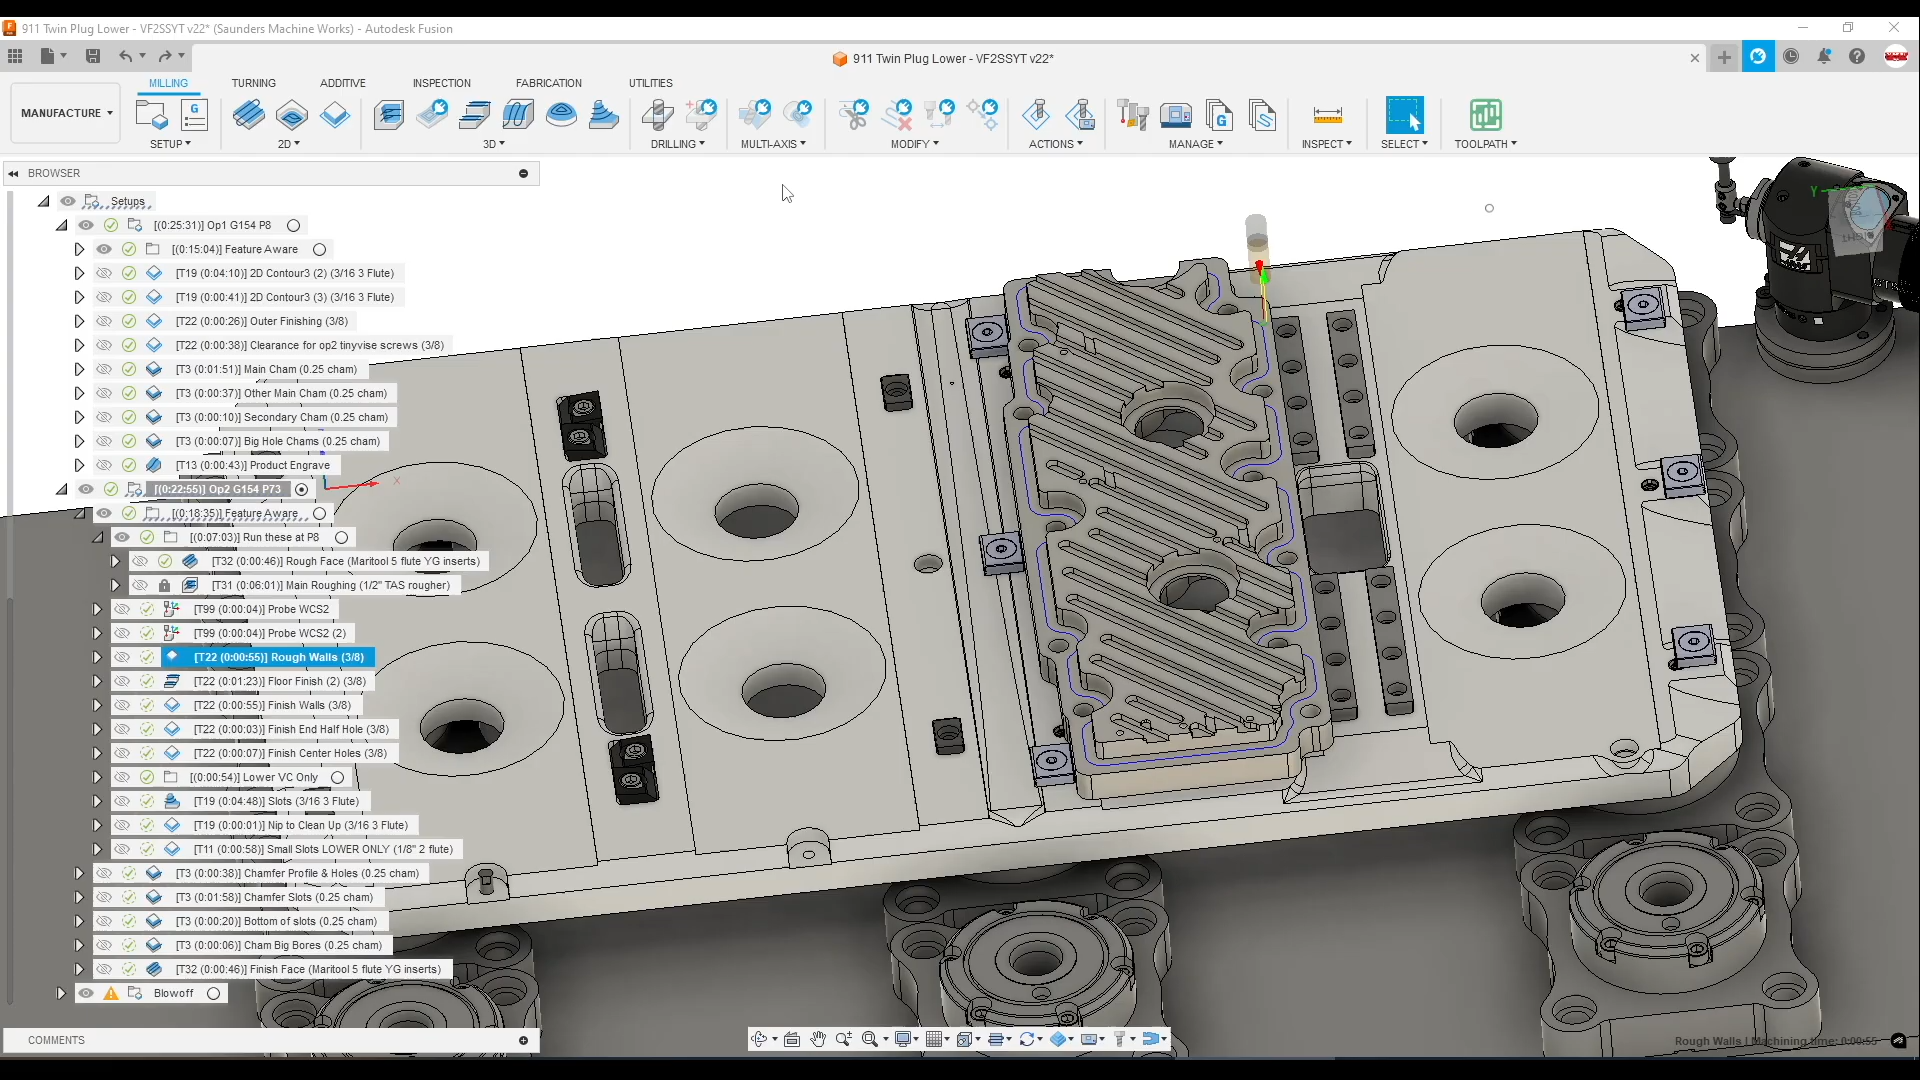 911 Twin Plug Lower - VF2SSYT v22* (Saunders Machine Works) - Autodesk Fusion
911 Twin Plug Lower - VF2SSYT v22*
MILLING TURNING ADDITIVE INSPECTION FABRICATION UTILITIES
MANUFACTURE
SETUP 2D 3D DRILLING MULTI-AXIS MODIFY ACTIONS MANAGE INSPECT SELECT TOOLPATH
BROWSER
Setups
[(0:25:31)] Op1 G154 P8
[(0:15:04)] Feature Aware
[T19 (0:04:10)] 2D Contour3 (2) (3/16 3 Flute)
[T19 (0:00:41)] 2D Contour3 (3) (3/16 3 Flute)
[T22 (0:00:26)] Outer Finishing (3/8)
[T22 (0:00:38)] Clearance for op2 tinyvise screws (3/8)
[T3 (0:01:51)] Main Cham (0.25 cham)
[T3 (0:00:37)] Other Main Cham (0.25 cham)
[T3 (0:00:10)] Secondary Cham (0.25 cham)
[T3 (0:00:07)] Big Hole Chams (0.25 cham)
[T13 (0:00:43)] Product Engrave
[(0:22:55)] Op2 G154 P73
X
[(0:18:35)] Feature Aware
[(0:07:03)] Run these at P8
[T32 (0:00:46)] Rough Face (Maritool 5 flute YG inserts)
[T31 (0:06:01)] Main Roughing (1/2" TAS rougher)
[T99 (0:00:04)] Probe WCS2
[T99 (0:00:04)] Probe WCS2 (2)
[T22 (0:00:55)] Rough Walls (3/8)
[T22 (0:01:23)] Floor Finish (2) (3/8)
[T22 (0:00:55)] Finish Walls (3/8)
[T22 (0:00:03)] Finish End Half Hole (3/8)
[T22 (0:00:07)] Finish Center Holes (3/8)
[(0:00:54)] Lower VC Only
[T19 (0:04:48)] Slots (3/16 3 Flute)
[T19 (0:00:01)] Nip to Clean Up (3/16 3 Flute)
[T11 (0:00:58)] Small Slots LOWER ONLY (1/8" 2 flute)
[T3 (0:00:38)] Chamfer Profile & Holes (0.25 cham)
[T3 (0:01:58)] Chamfer Slots (0.25 cham)
[T3 (0:00:20)] Bottom of slots (0.25 cham)
[T3 (0:00:06)] Cham Big Bores (0.25 cham)
[T32 (0:00:46)] Finish Face (Maritool 5 flute YG inserts)
Blowoff
COMMENTS
Y
Rough Walls | Machining time: 0:00:55